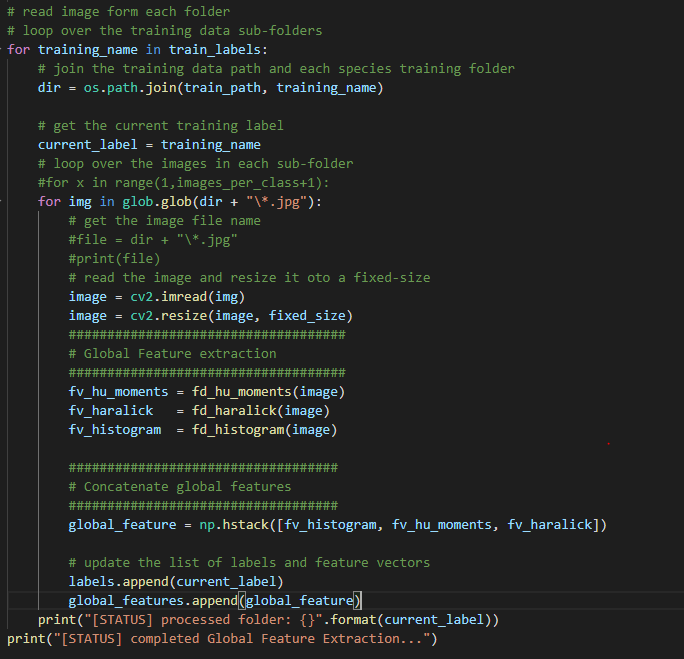 # read image form each folder
# loop over the training data sub-folders
for training_name in train_labels:
    # join the training data path and each species training folder
    dir = os.path.join(train_path, training_name)

    # get the current training label
    current_label = training_name
    # loop over the images in each sub-folder
    #for x in range(1,images_per_class+1):
    for img in glob.glob(dir + "\*.jpg"):
        # get the image file name
        #file = dir + "\*.jpg"
        #print(file)
        # read the image and resize it oto a fixed-size
        image = cv2.imread(img)
        image = cv2.resize(image, fixed_size)
        ####################################
        # Global Feature extraction
        ####################################
        fv_hu_moments = fd_hu_moments(image)
        fv_haralick   = fd_haralick(image)
        fv_histogram  = fd_histogram(image)

        ###################################
        # Concatenate global features
        ###################################
        global_feature = np.hstack([fv_histogram, fv_hu_moments, fv_haralick])

        # update the list of labels and feature vectors
        labels.append(current_label)
        global_features.append(global_feature)
    print("[STATUS] processed folder: {}".format(current_label))
print("[STATUS] completed Global Feature Extraction...")